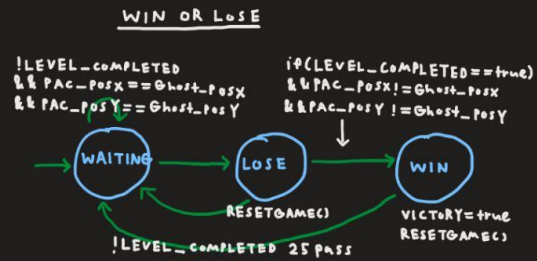 WIN OR LOSE
!LEVEL_COMPLETED
&& PAC_POSX==Ghost_POSX
&& PAC_POSY==Ghost_POSY
if(LEVEL_COMPLETED==true)
&& PAC_POSX!=Ghost_POSX
&& PAC_POSY!=Ghost_POSY
WAITING
LOSE
WIN
RESETGAME()
VICTORY=true
RESETGAME()
!LEVEL_COMPLETED 25 pass